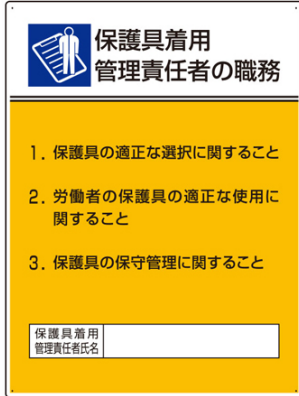 保護具着用
管理責任者の職務
1. 保護具の適正な選択に関すること
2. 労働者の保護具の適正な使用に
関すること
3. 保護具の保守管理に関すること
保護具着用
管理責任者氏名